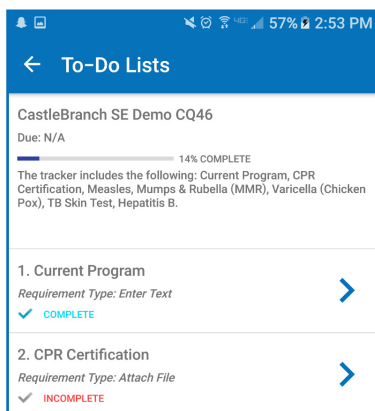 57% 2:53 PM
To-Do Lists
CastleBranch SE Demo CQ46
Due: N/A
14% COMPLETE
The tracker includes the following: Current Program, CPR
Certification, Measles, Mumps & Rubella (MMR), Varicella (Chicken
Pox), TB Skin Test, Hepatitis B.
1. Current Program
Requirement Type: Enter Text
COMPLETE
2. CPR Certification
Requirement Type: Attach File
INCOMPLETE